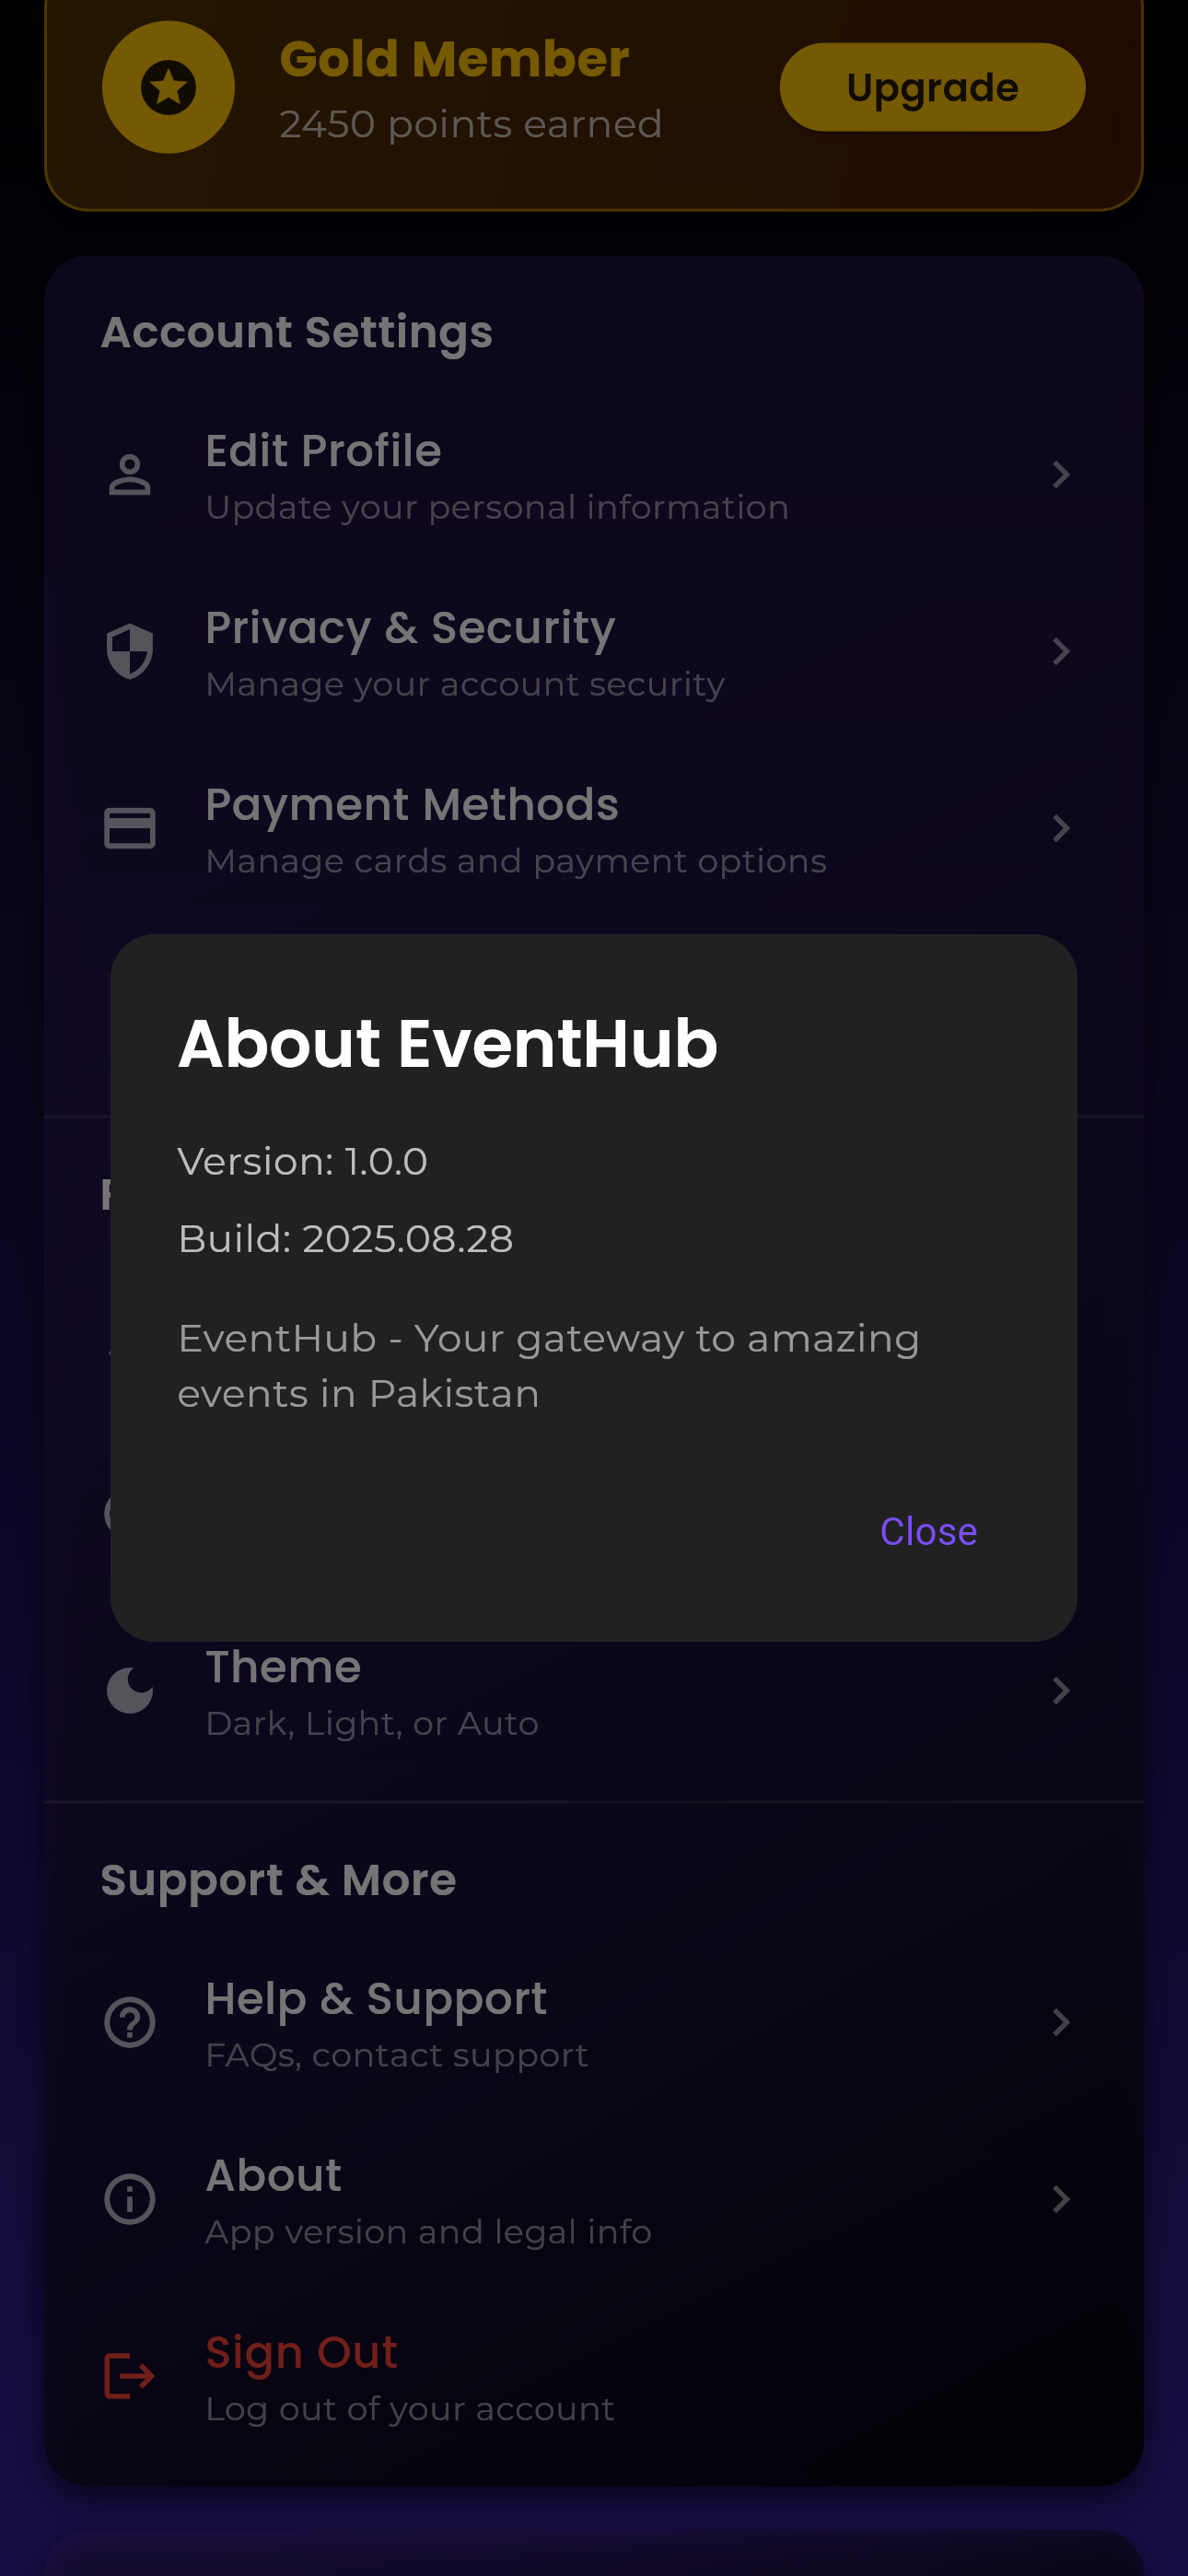 Gold Member
2450 points earned
Upgrade
Account Settings
Edit Profile
Update your personal information
Privacy & Security
Manage your account security
Payment Methods
Manage cards and payment options
About EventHub
Version: 1.0.0
Build: 2025.08.28
EventHub - Your gateway to amazing
events in Pakistan
Close
Theme
Dark, Light, or Auto
Support & More
Help & Support
FAQs, contact support
About
App version and legal info
Sign Out
Log out of your account